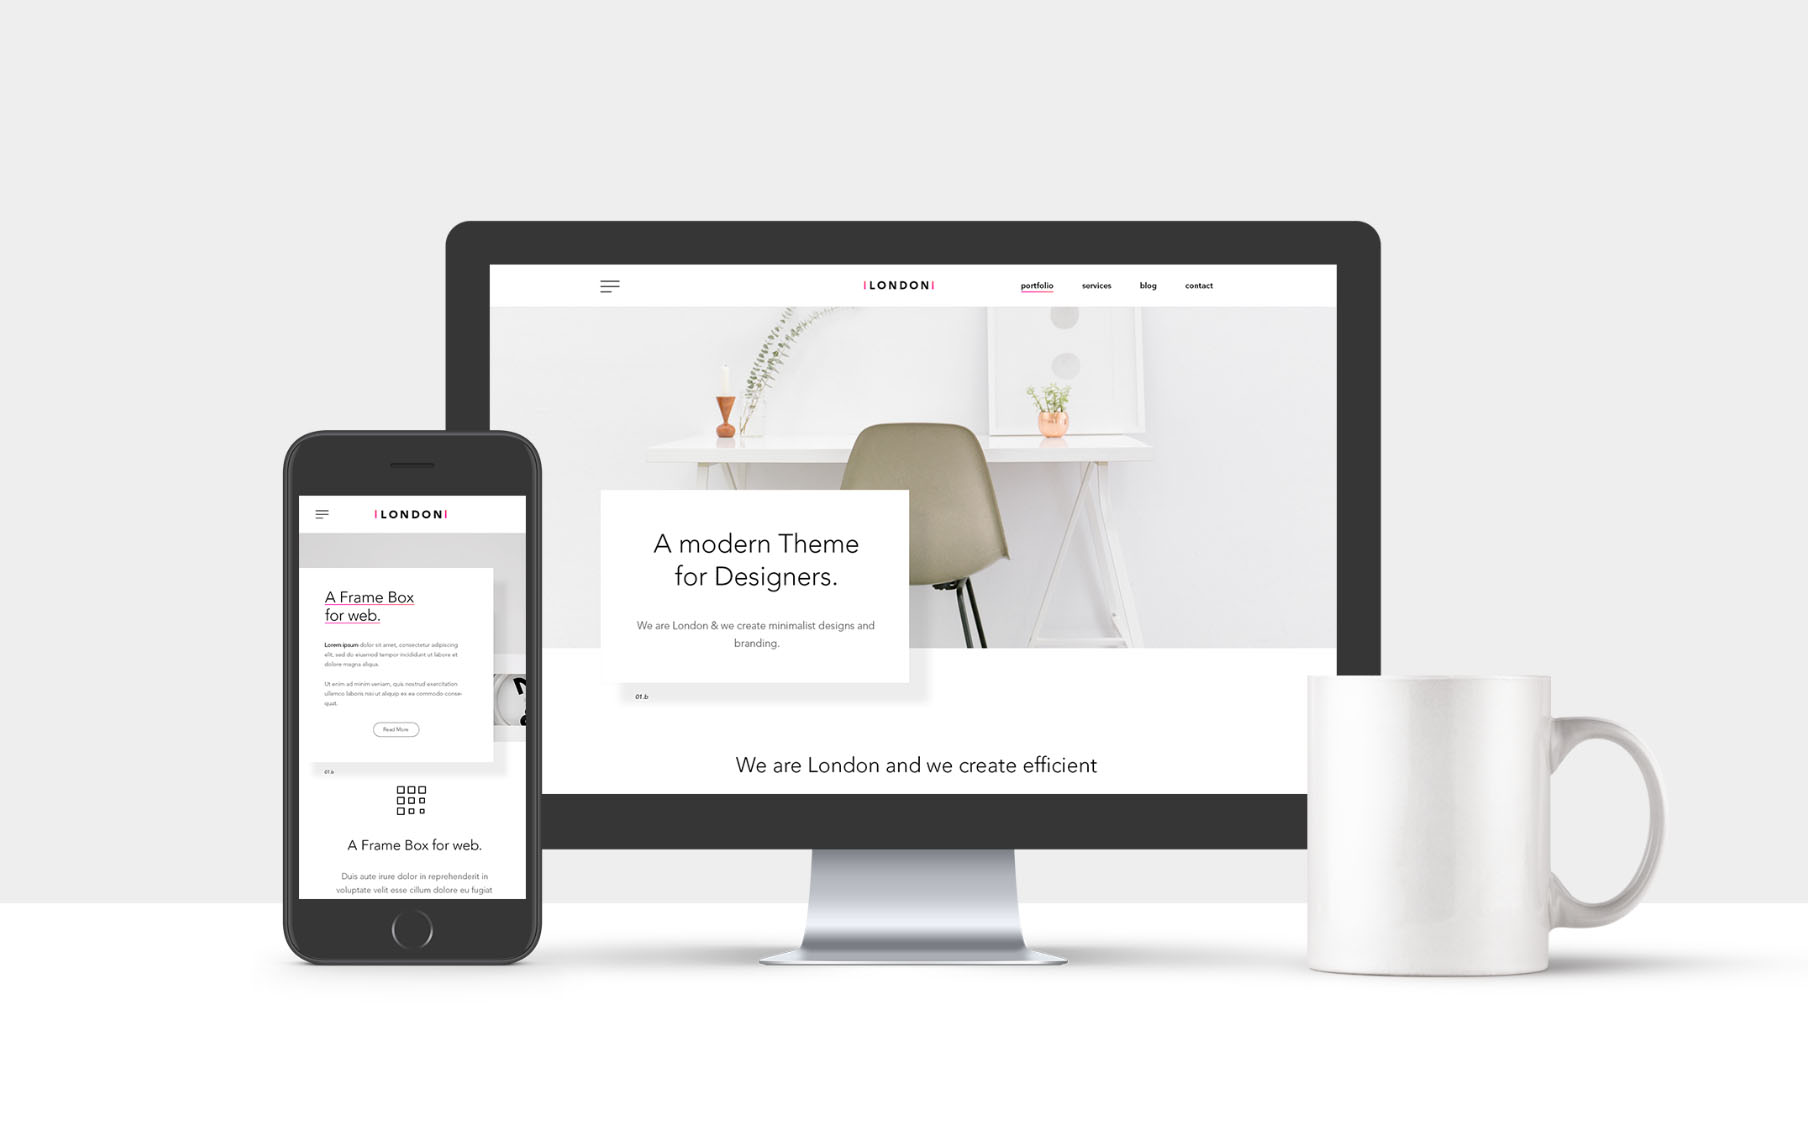 LONDON
portfolio services blog contact
A modern Theme
for Designers.
We are London & we create minimalist designs and
branding.
01.b
We are London and we create efficient
LONDON
A Frame Box
for web.
Lorem ipsum dolor sit amet, consectetur adipiscing
elit, sed do eiusmod tempor incididunt ut labore et
dolore magna aliqua.
Ut enim ad minim veniam, quis nostrud exercitation
ullamco laboris nisi ut aliquip ex ea commodo conse-
quat.
Read More
01.b
A Frame Box for web.
Duis aute irure dolor in reprehenderit in
voluptate velit esse cillum dolore eu fugiat